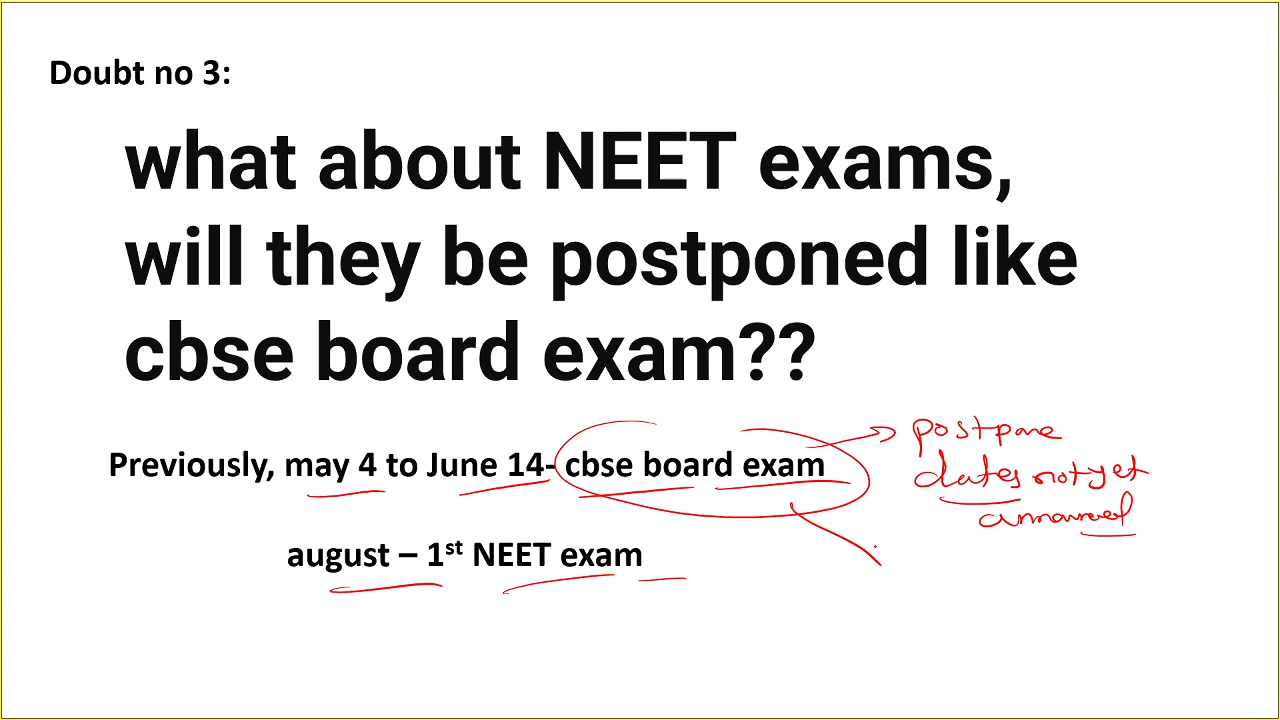 Doubt no 3:
what about NEET exams,
will they be postponed like
cbse board exam??
Previously, may 4 to June 14- cbse board exam
postpone
dates not yet
announced
august – 1st NEET exam